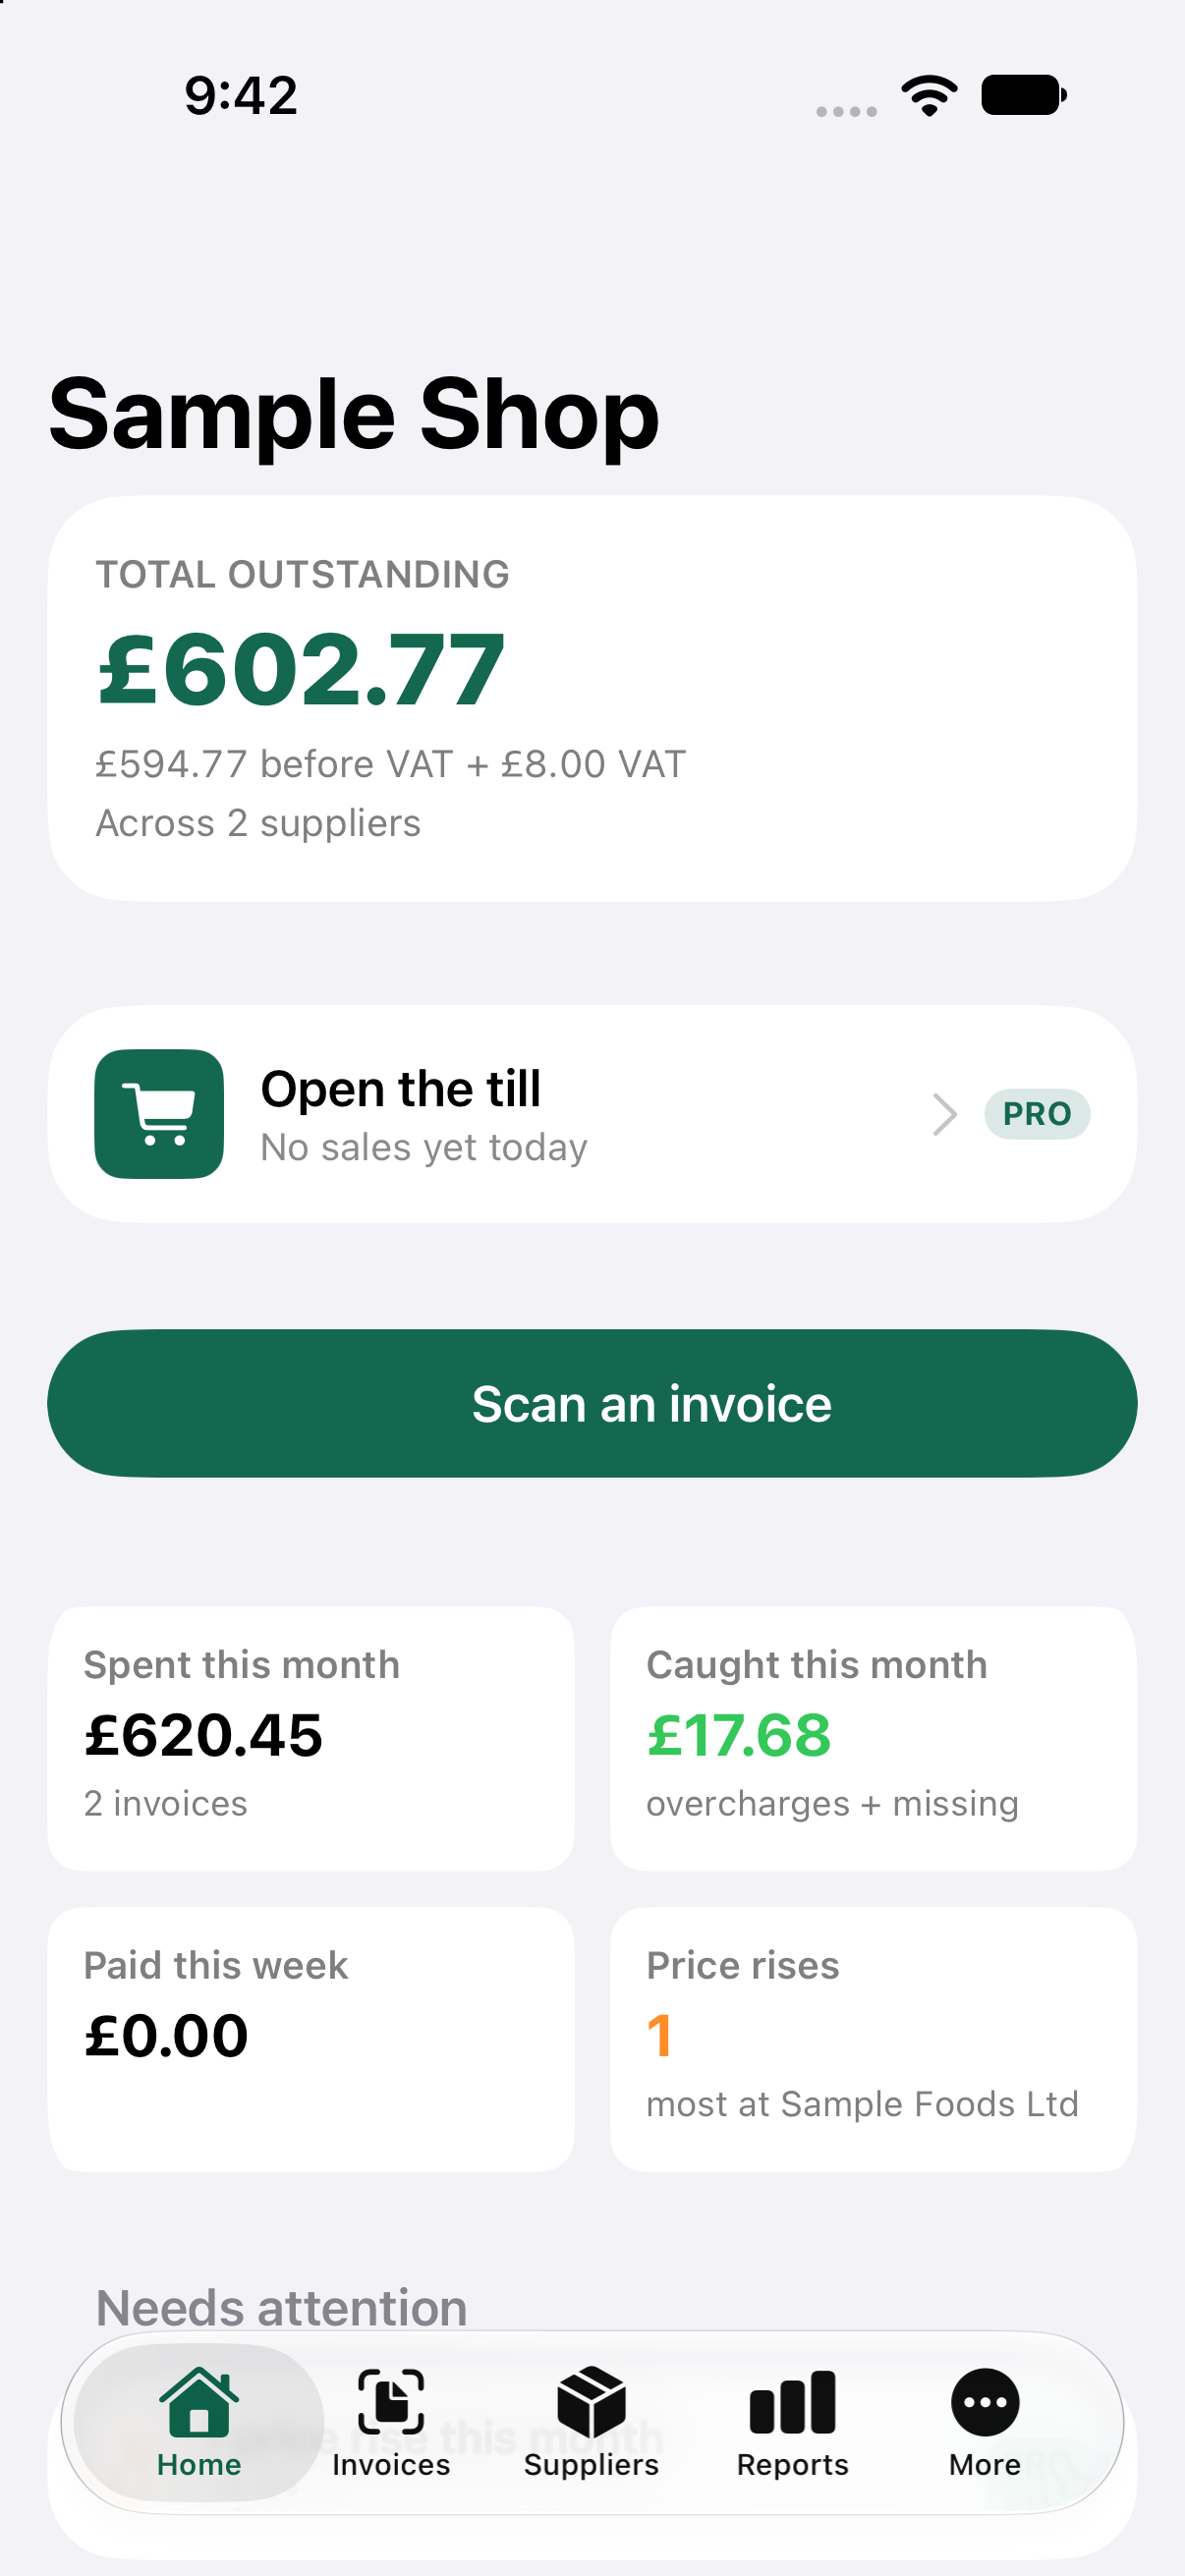 9:42
Sample Shop
TOTAL OUTSTANDING
£602.77
£594.77 before VAT + £8.00 VAT
Across 2 suppliers
Open the till
No sales yet today
PRO
Scan an invoice
Spent this month
£620.45
2 invoices
Caught this month
£17.68
overcharges + missing
Paid this week
£0.00
Price rises
1
most at Sample Foods Ltd
Needs attention
rise this month
Home
Invoices
Suppliers
Reports
More